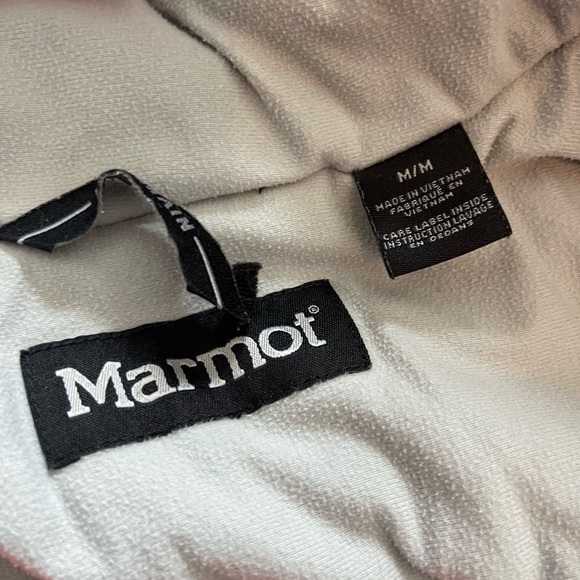 M/M
MADE IN VIETNAM
FABRIQUÉ EN
VIETNAM
CARE LABEL INSIDE
INSTRUCTION LAVAGE
EN DEDANS
Marmot®